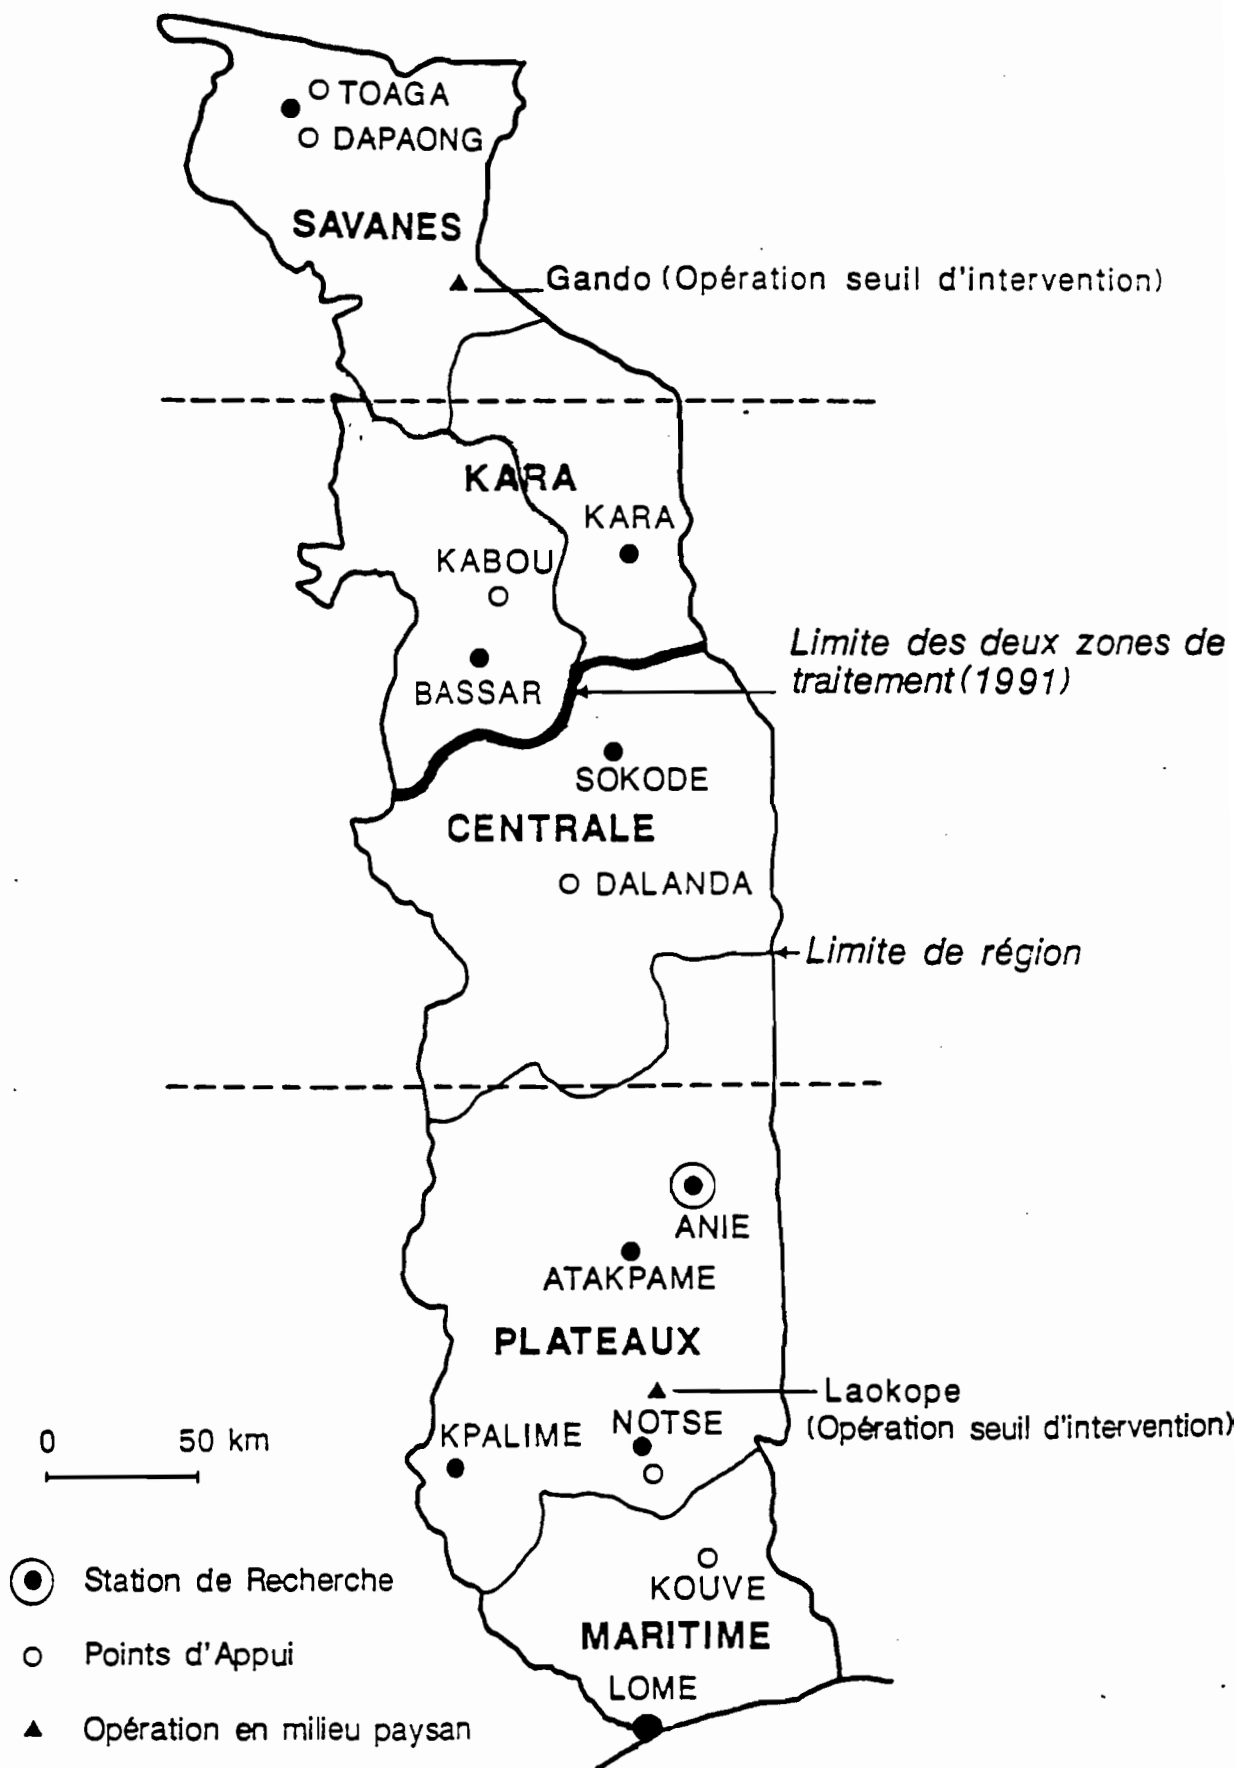 TOAGA
DAPAONG
SAVANES
Gando (Opération seuil d'intervention)
KARA
KARA
KABOU
Limite des deux zones de
traitement (1991)
BASSAR
SOKODE
CENTRALE
DALANDA
Limite de région
ANIE
ATAKPAME
PLATEAUX
Laokope
(Opération seuil d'intervention)
NOTSE
KPALIME
0 50 km
Station de Recherche
KOUVE
MARITIME
Points d'Appui
LOME
Opération en milieu paysan